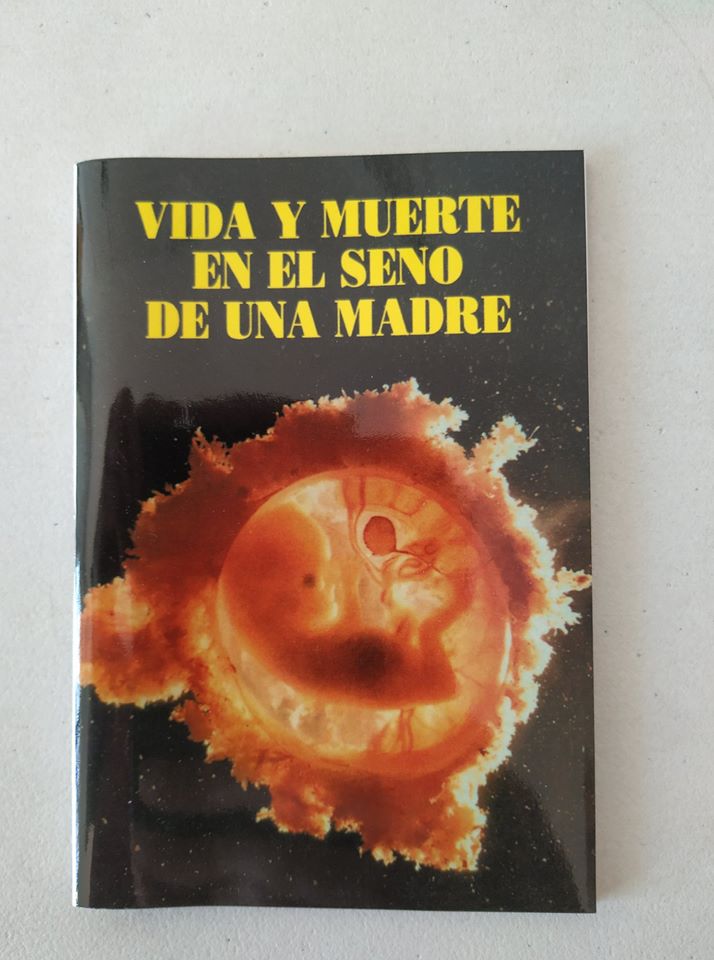 VIDA Y MUERTE
EN EL SENO
DE UNA MADRE